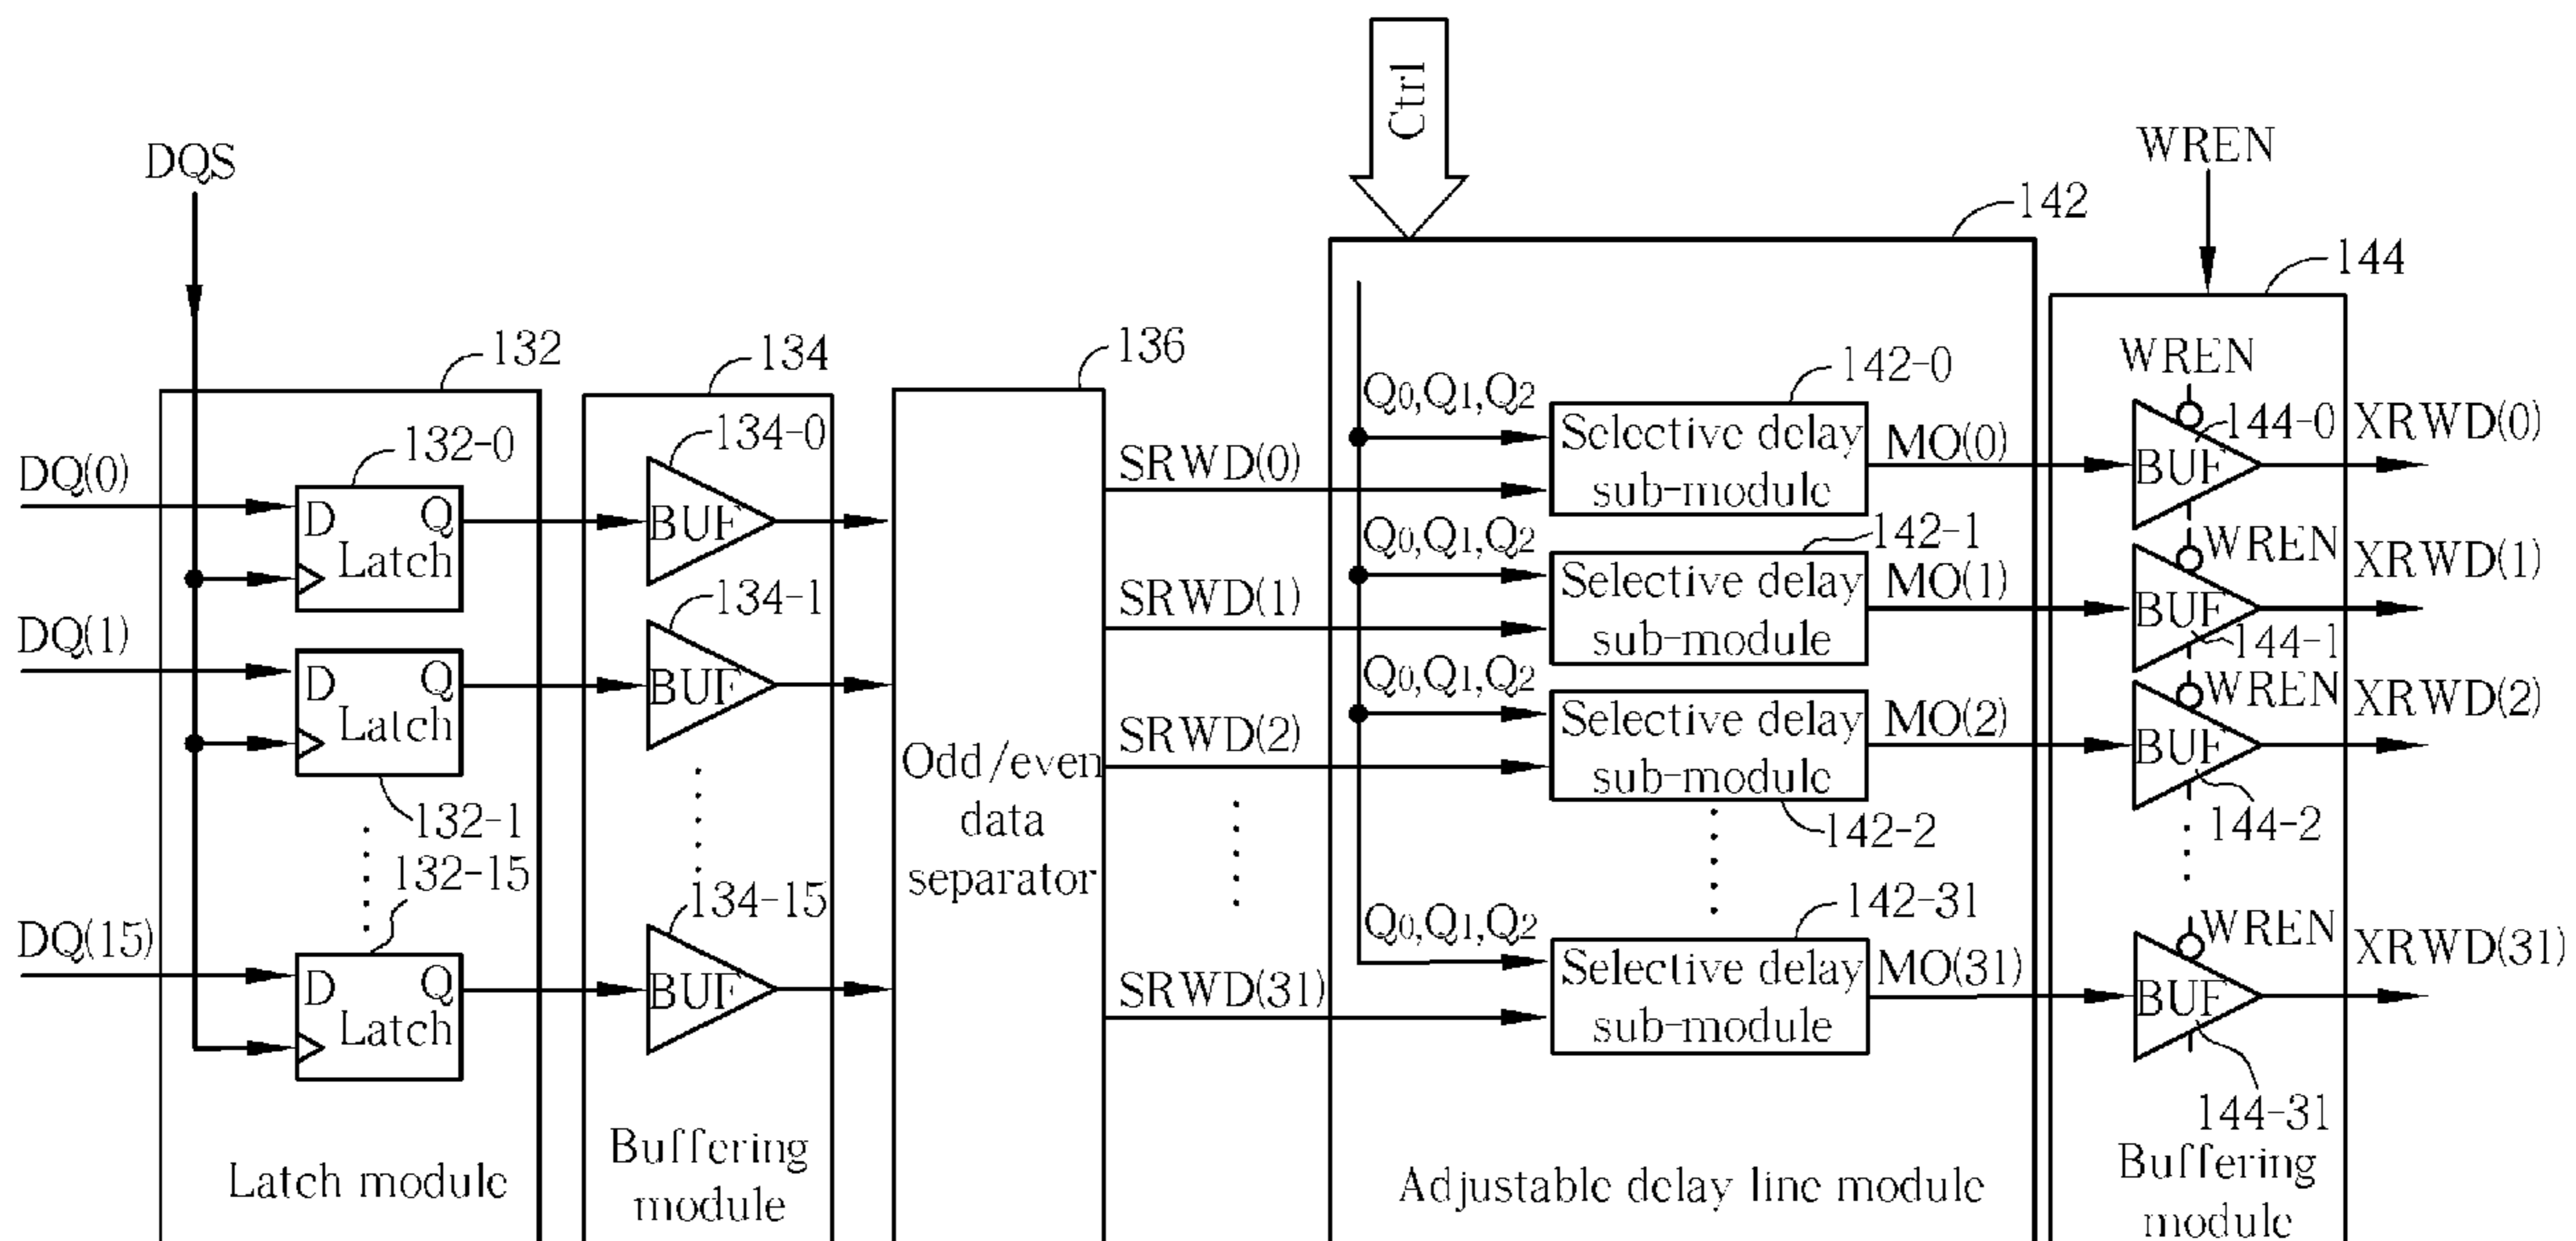 Ctrl
DQS
WREN
142
144
132
134
136
WREN
Q0,Q1,Q2
142-0
134-0
144-0
XRWD(0)
132-0
DQ(0)
SRWD(0)
Selective delay
sub-module
MO(0)
BUF
D
Q
Latch
BUF
Q0,Q1,Q2
142-1
WREN
XRWD(1)
134-1
SRWD(1)
Selective delay
sub-module
MO(1)
BUF
144-1
DQ(1)
D
Q
Latch
BUF
Q0,Q1,Q2
WREN
XRWD(2)
SRWD(2)
Selective delay
sub-module
MO(2)
BUF
Odd/even
data
separator
132-1
142-2
144-2
132-15
134-15
142-31
Q0,Q1,Q2
WREN
XRWD(31)
DQ(15)
D
Q
Latch
BUF
SRWD(31)
Selective delay
sub-module
MO(31)
BUF
144-31
Latch module
Buffering
module
Adjustable delay line module
Buffering
module